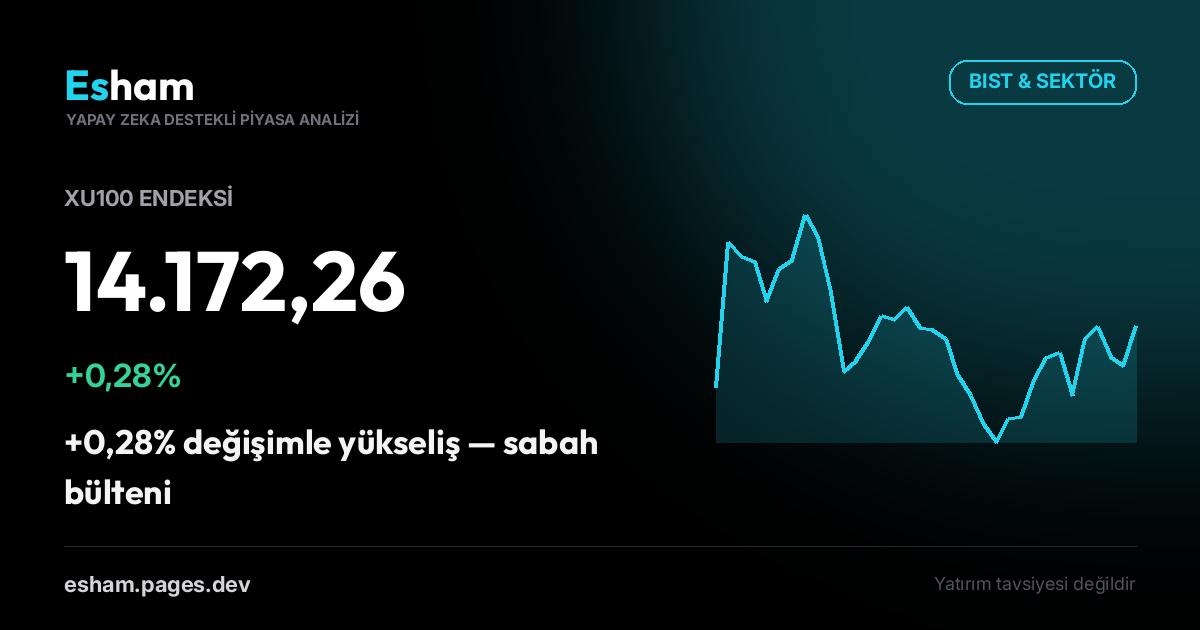 Esham
YAPAY ZEKA DESTEKLİ PİYASA ANALİZİ
BIST & SEKTÖR
XU100 ENDEKSİ
14.172,26
+0,28%
+0,28% değişimle yükseliş — sabah
bülteni
esham.pages.dev
Yatırım tavsiyesi değildir